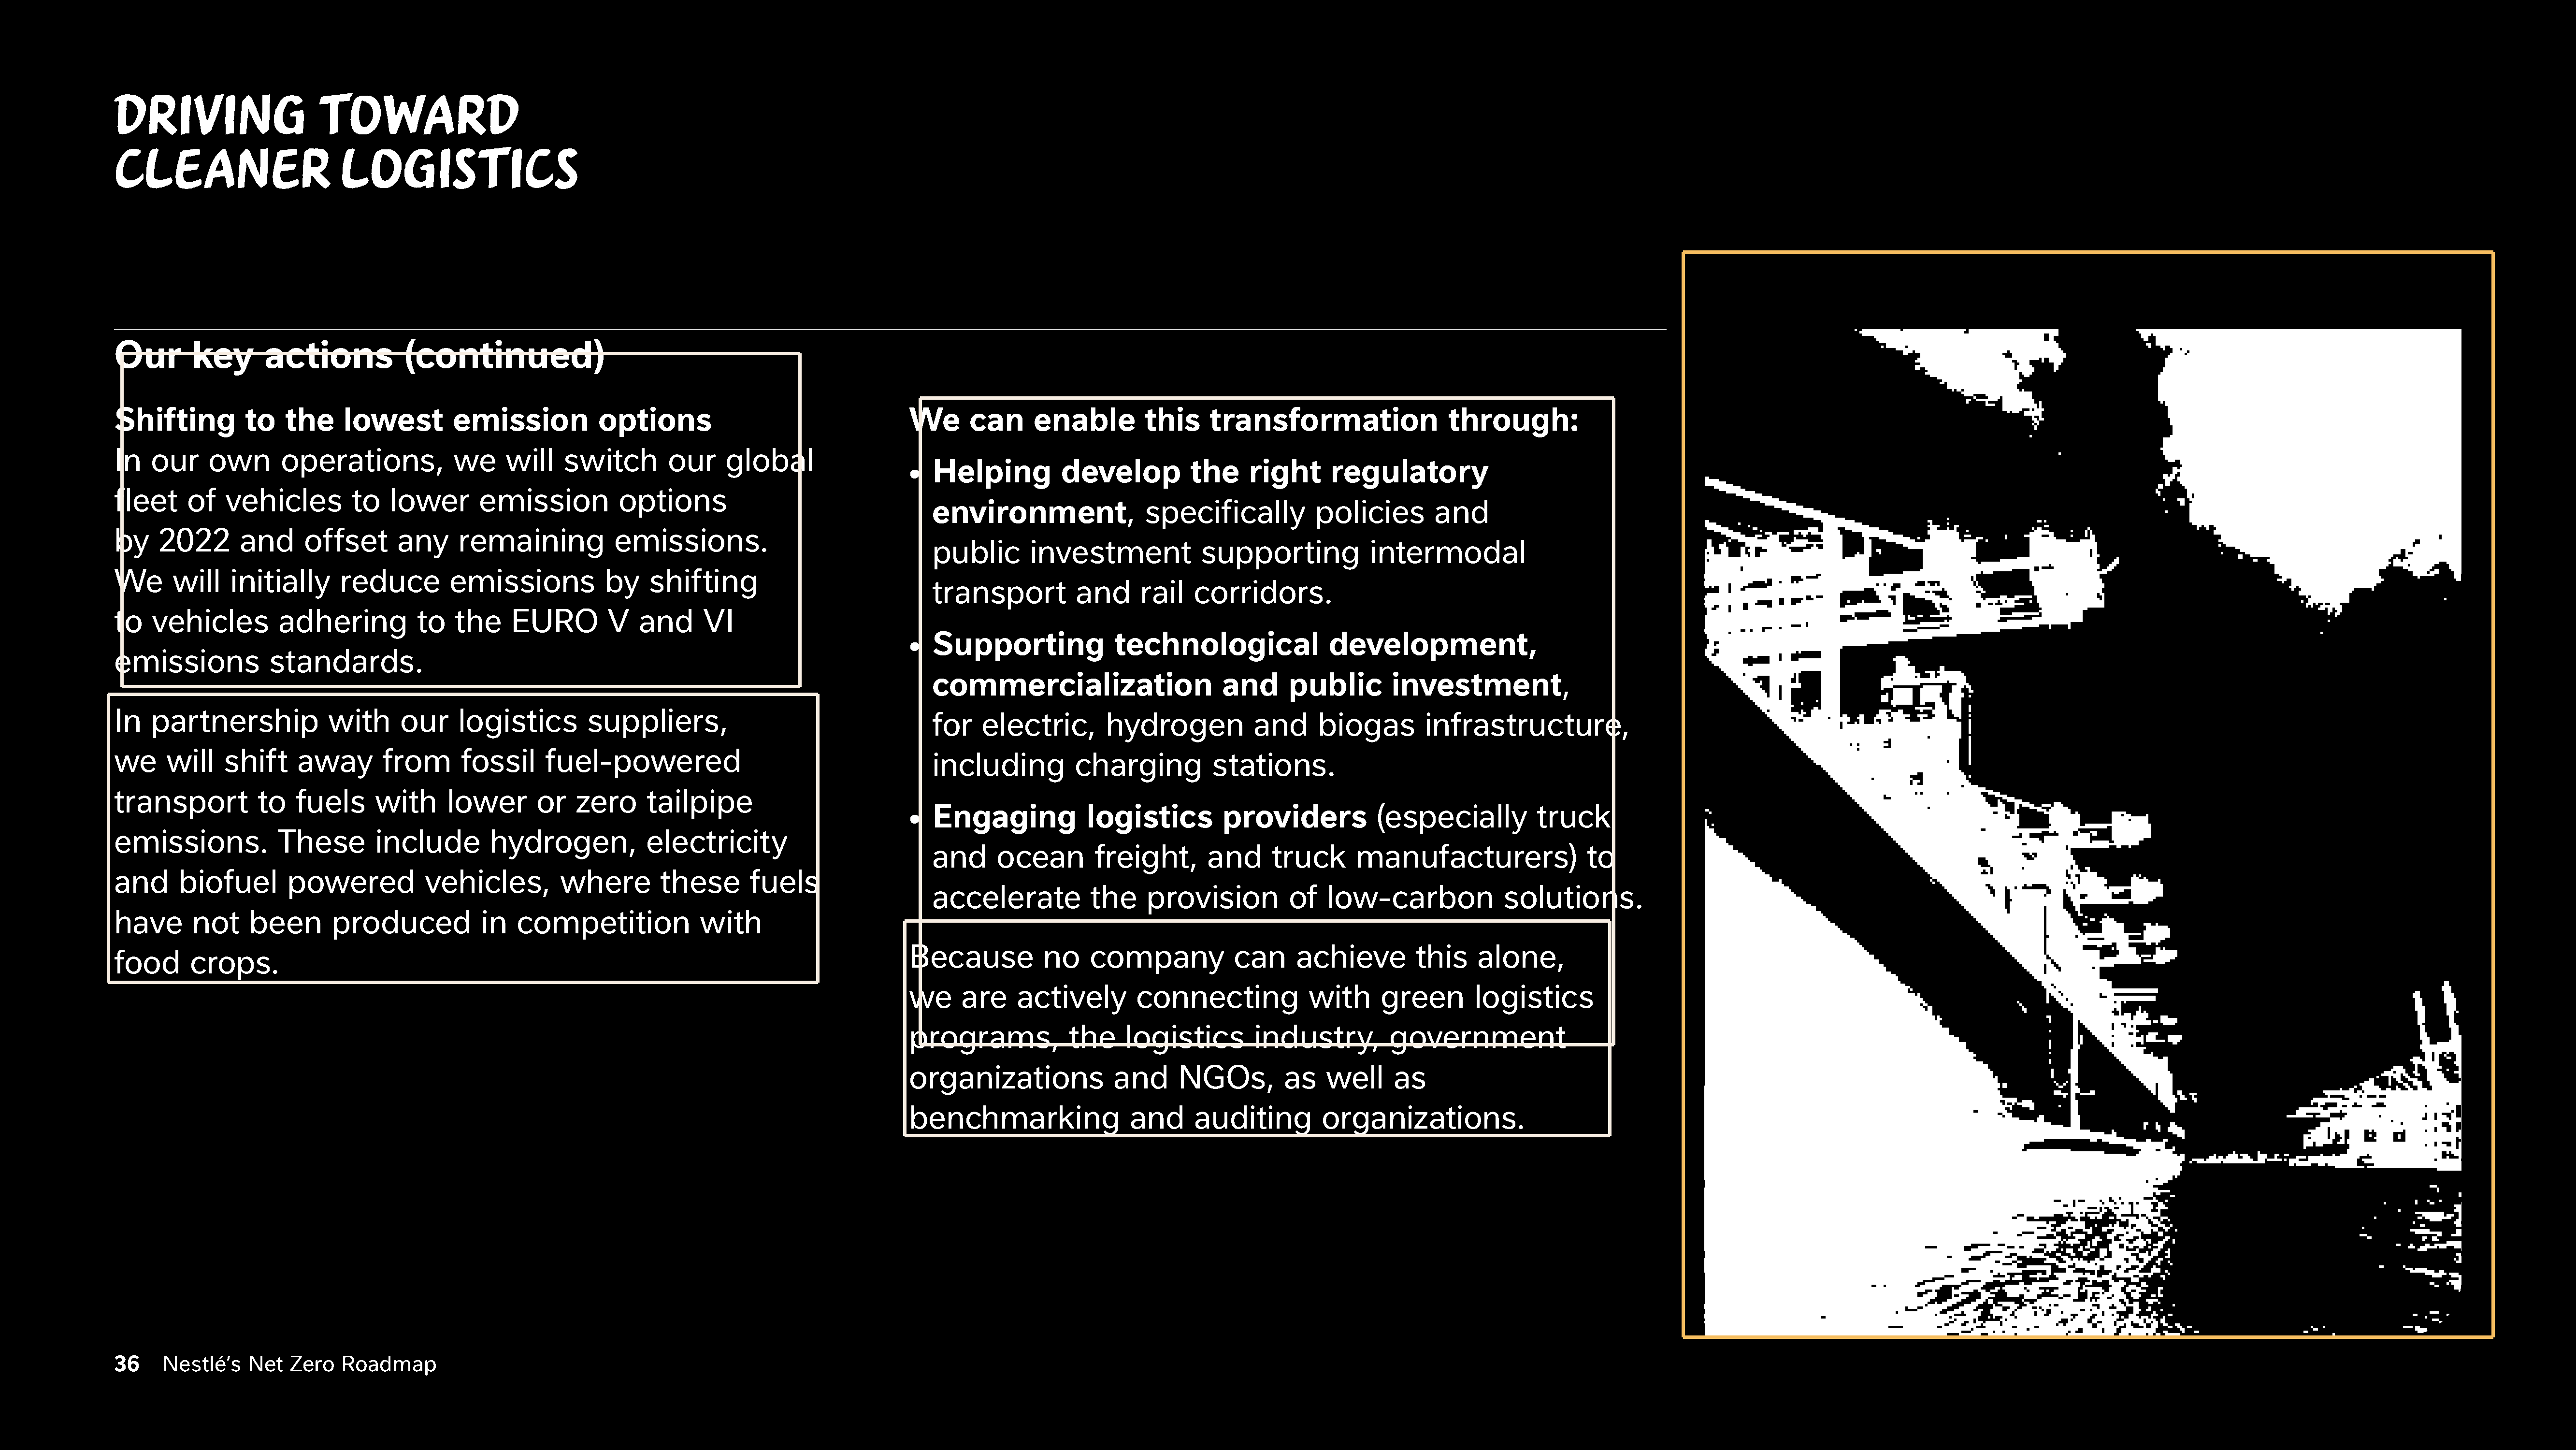 DRIVING TOWARD
CLEANER LOGISTICS
Our key actions (continued)
Shifting to the lowest emission options
In our own operations, we will switch our global
fleet of vehicles to lower emission options
by 2022 and offset any remaining emissions.
We will initially reduce emissions by shifting
to vehicles adhering to the EURO V and VI
emissions standards.
In partnership with our logistics suppliers,
we will shift away from fossil fuel-powered
transport to fuels with lower or zero tailpipe
emissions. These include hydrogen, electricity
and biofuel powered vehicles, where these fuels
have not been produced in competition with
food crops.
We can enable this transformation through:
• Helping develop the right regulatory
environment, specifically policies and
public investment supporting intermodal
transport and rail corridors.
• Supporting technological development,
commercialization and public investment,
for electric, hydrogen and biogas infrastructure,
including charging stations.
• Engaging logistics providers (especially truck
and ocean freight, and truck manufacturers) to
accelerate the provision of low-carbon solutions.
Because no company can achieve this alone,
we are actively connecting with green logistics
programs, the logistics industry, government
organizations and NGOs, as well as
benchmarking and auditing organizations.
36 Nestlé’s Net Zero Roadmap